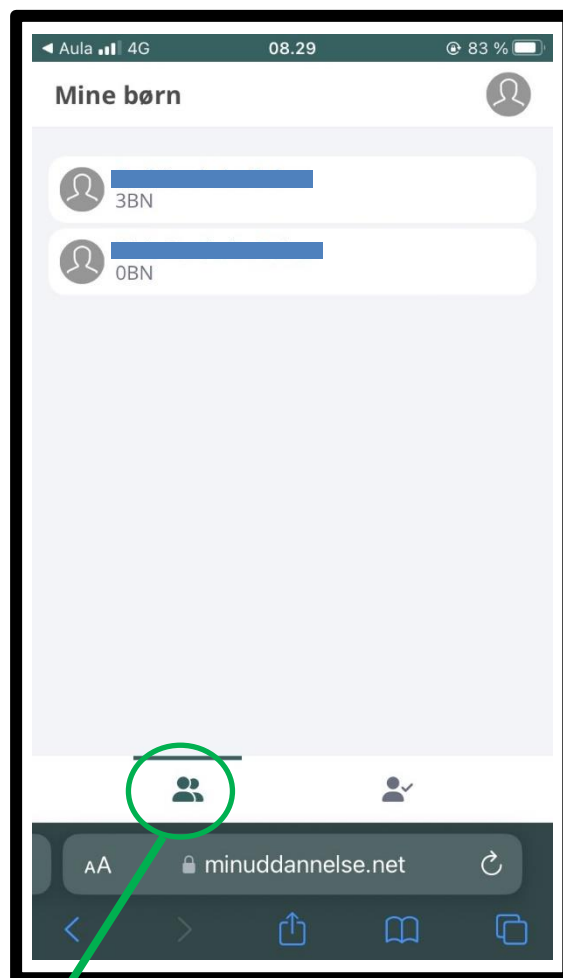 Aula 4G 08.29 83 %
Mine børn
3BN
0BN
AA minuddannelse.net